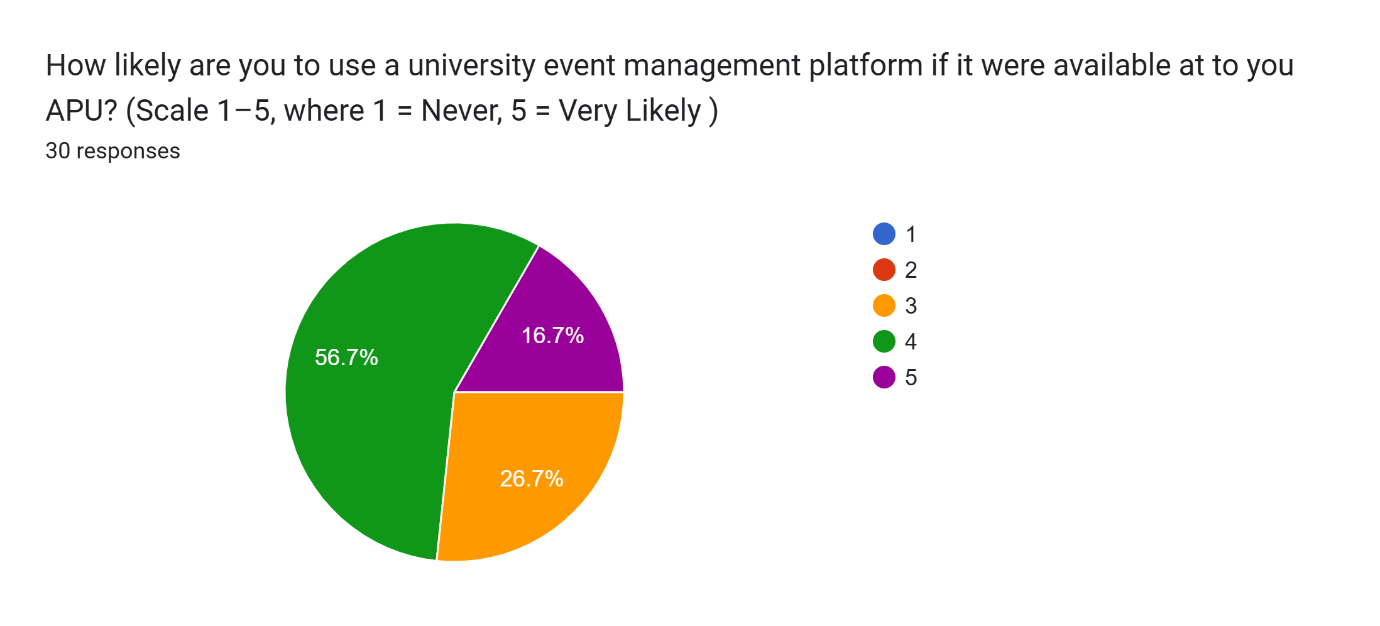 How likely are you to use a university event management platform if it were available at to you
APU? (Scale 1–5, where 1 = Never, 5 = Very Likely )
30 responses
56.7%
16.7%
26.7%
1
2
3
4
5